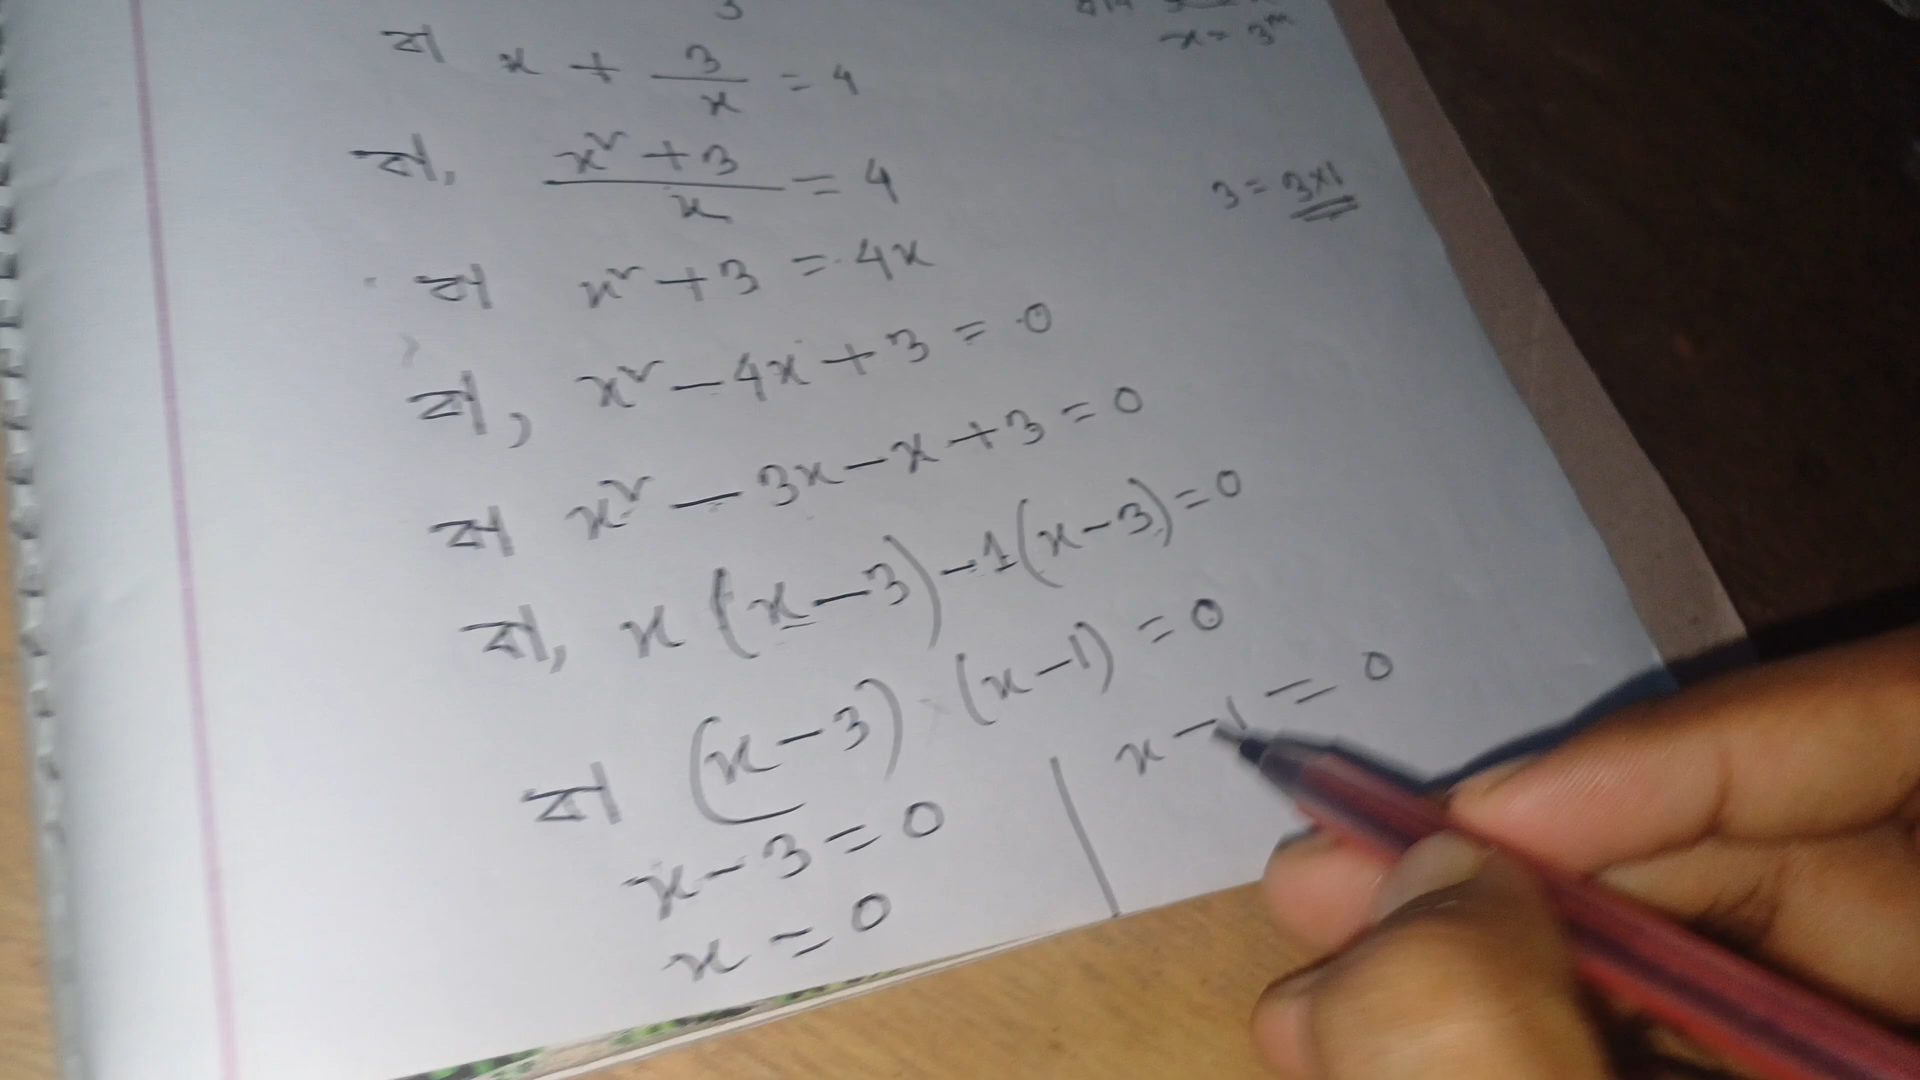 বা x + 3/x = 4
x = 3ᵐ
বা, x² + 3 / x = 4
3 = 3×1
বা x² + 3 = 4x
বা, x² − 4x + 3 = 0
বা x² − 3x − x + 3 = 0
বা, x (x − 3) − 1 (x − 3) = 0
বা (x − 3) (x − 1) = 0
x − 3 = 0 | x − 1 = 0
x = 0